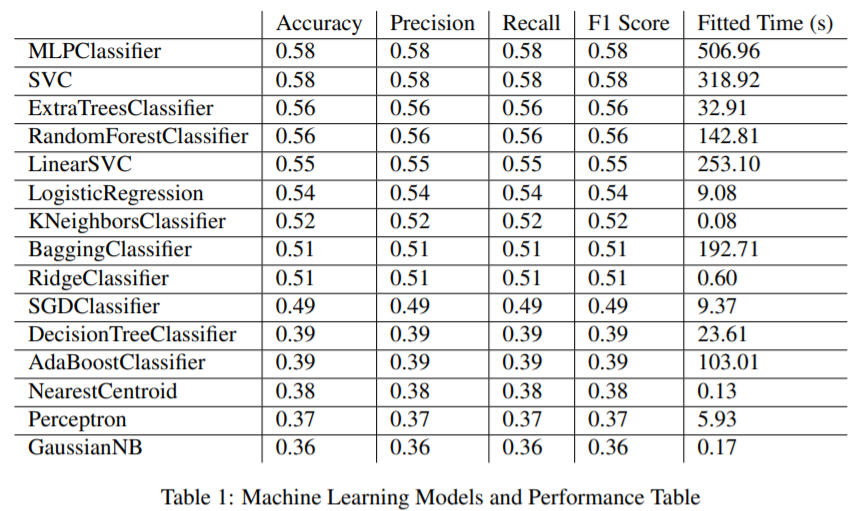 Accuracy Precision Recall F1 Score Fitted Time (s)
MLPClassifier 0.58 0.58 0.58 0.58 506.96
SVC 0.58 0.58 0.58 0.58 318.92
ExtraTreesClassifier 0.56 0.56 0.56 0.56 32.91
RandomForestClassifier 0.56 0.56 0.56 0.56 142.81
LinearSVC 0.55 0.55 0.55 0.55 253.10
LogisticRegression 0.54 0.54 0.54 0.54 9.08
KNeighborsClassifier 0.52 0.52 0.52 0.52 0.08
BaggingClassifier 0.51 0.51 0.51 0.51 192.71
RidgeClassifier 0.51 0.51 0.51 0.51 0.60
SGDClassifier 0.49 0.49 0.49 0.49 9.37
DecisionTreeClassifier 0.39 0.39 0.39 0.39 23.61
AdaBoostClassifier 0.39 0.39 0.39 0.39 103.01
NearestCentroid 0.38 0.38 0.38 0.38 0.13
Perceptron 0.37 0.37 0.37 0.37 5.93
GaussianNB 0.36 0.36 0.36 0.36 0.17
Table 1: Machine Learning Models and Performance Table